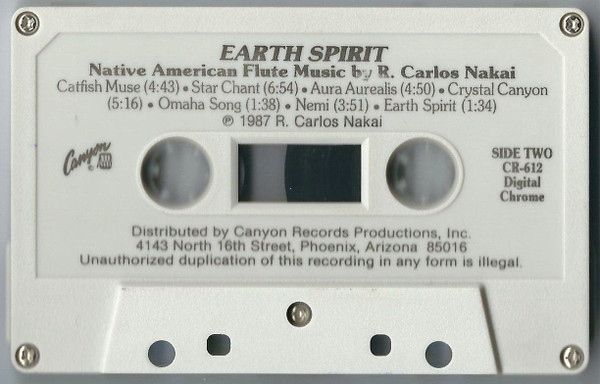 EARTH SPIRIT
Native American Flute Music by R. Carlos Nakai
Catfish Muse (4:43) • Star Chant (6:54) • Aura Aurealis (4:50) • Crystal Canyon
(5:16) • Omaha Song (1:38) • Nemi (3:51) • Earth Spirit (1:34)
℗ 1987 R. Carlos Nakai
Canyon
SIDE TWO
CR-612
Digital
Chrome
Distributed by Canyon Records Productions, Inc.
4143 North 16th Street, Phoenix, Arizona 85016
Unauthorized duplication of this recording in any form is illegal.